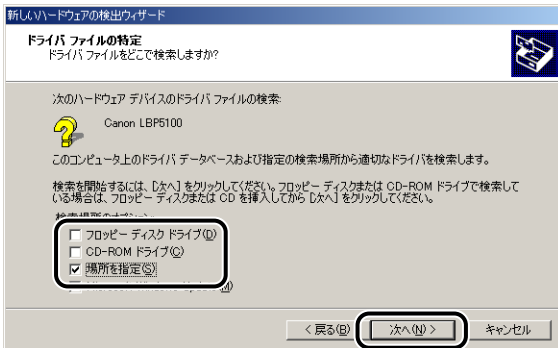 新しいハードウェアの検出ウィザード
ドライバ ファイルの特定
ドライバ ファイルをどこで検索しますか?
次のハードウェア デバイスのドライバ ファイルの検索:
Canon LBP5100
このコンピュータ上のドライバ データベースおよび指定の検索場所から適切なドライバを検索します。
検索を開始するには、[次へ] をクリックしてください。フロッピー ディスクまたは CD-ROM ドライブで検索して
いる場合は、フロッピー ディスクまたは CD を挿入してから [次へ] をクリックしてください。
検索場所のオプション:
フロッピー ディスク ドライブ(D)
CD-ROM ドライブ(C)
場所を指定(S)
< 戻る(B)
次へ(N) >
キャンセル